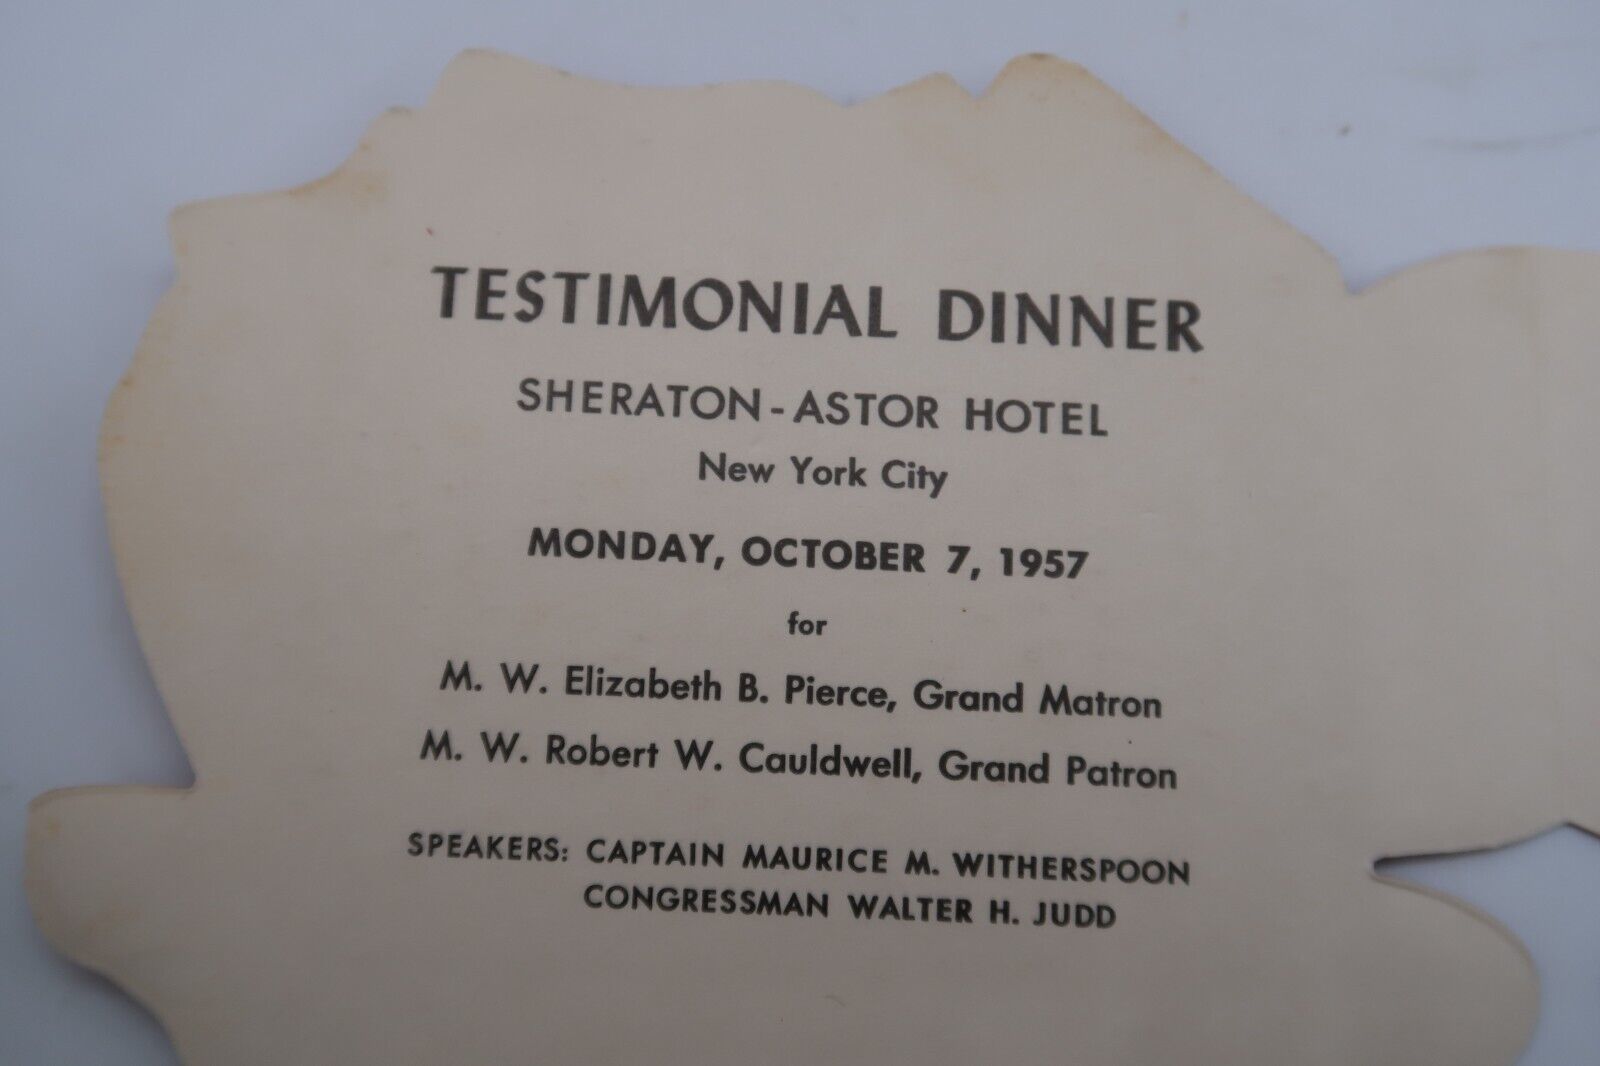 TESTIMONIAL DINNER
SHERATON-ASTOR HOTEL
New York City
MONDAY, OCTOBER 7, 1957
for
M. W. Elizabeth B. Pierce, Grand Matron
M. W. Robert W. Cauldwell, Grand Patron
SPEAKERS: CAPTAIN MAURICE M. WITHERSPOON
CONGRESSMAN WALTER H. JUDD